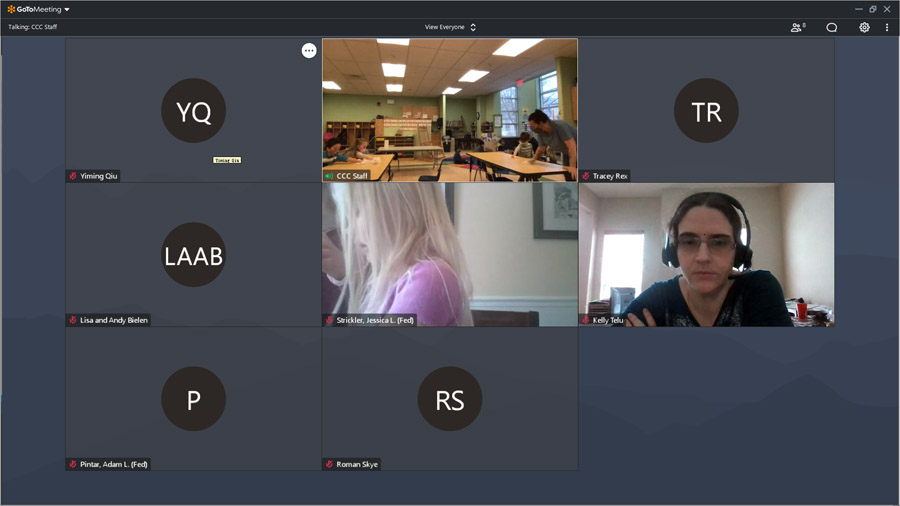 GoToMeeting
Talking: CCC Staff
View Everyone
8
YQ
Yiming Qiu
Yiming Qiu
CCC Staff
TR
Tracey Rex
LAAB
Lisa and Andy Bielen
Strickler, Jessica L. (Fed)
Kelly Telu
P
Pintar, Adam L. (Fed)
RS
Roman Skye